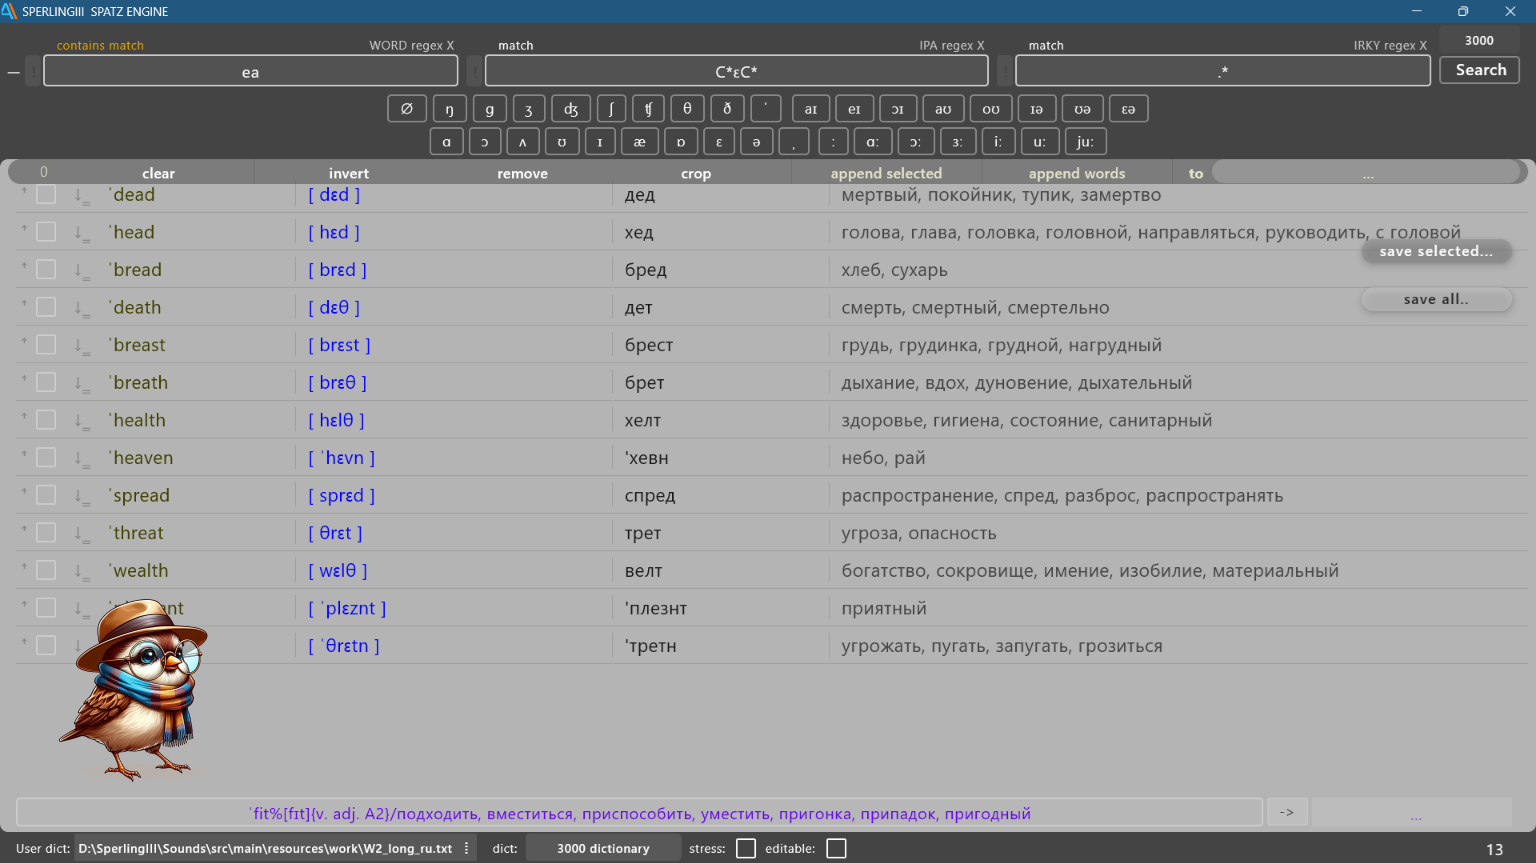 SPERLINGIII SPATZ ENGINE
contains match WORD regex X match IPA regex X match IRKY regex X 3000
ea C*ɛC* .* Search
∅ ŋ g ʒ ʤ ʃ ʧ θ ð ˈ aɪ eɪ ɔɪ aʊ oʊ ɪə ʊə ɛə
ɑ ɔ ʌ ʊ ɪ æ ɒ ɛ ə ˌ ː ɑː ɔː ɜː iː uː juː
0 clear invert remove crop append selected append words to ...
ˈdead [ dɛd ] дед мертвый, покойник, тупик, замертво
ˈhead [ hɛd ] хед голова, глава, головка, головной, направляться, руководить, с головой
save selected...
ˈbread [ brɛd ] бред хлеб, сухарь
save all..
ˈdeath [ dɛθ ] дет смерть, смертный, смертельно
ˈbreast [ brɛst ] брест грудь, грудинка, грудной, нагрудный
ˈbreath [ brɛθ ] брет дыхание, вдох, дуновение, дыхательный
ˈhealth [ hɛlθ ] хелт здоровье, гигиена, состояние, санитарный
ˈheaven [ ˈhɛvn ] 'хевн небо, рай
ˈspread [ sprɛd ] спред распространение, спред, разброс, распространять
ˈthreat [ θrɛt ] трет угроза, опасность
ˈwealth [ wɛlθ ] велт богатство, сокровище, имение, изобилие, материальный
[ ˈplɛznt ] 'плезнт приятный
[ ˈθrɛtn ] 'третн угрожать, пугать, запугать, грозиться
ˈfit%[fɪt]{v. adj. A2}/подходить, вместиться, приспособить, уместить, пригонка, припадок, пригодный -> ...
User dict: D:\SperlingIII\Sounds\src\main\resources\work\W2_long_ru.txt dict: 3000 dictionary stress: editable: 13